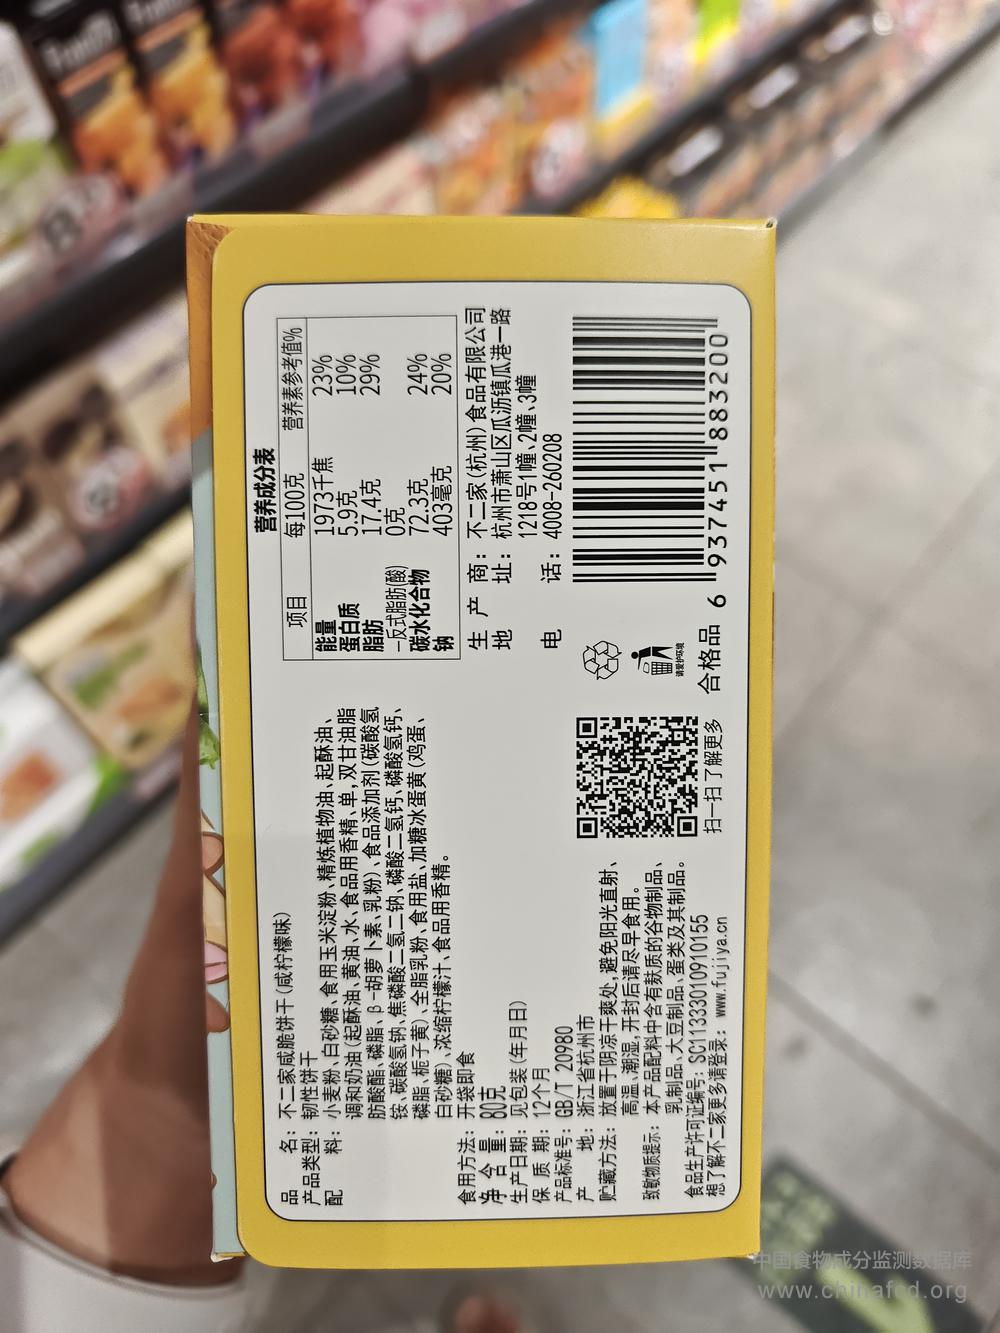 品 名：不二家咸脆饼干(咸柠檬味)
产品类型：韧性饼干
配 料：小麦粉、白砂糖、食用玉米淀粉、精炼植物油、起酥油、
调和奶油(起酥油、黄油、水、食品用香精、单,双甘油脂
肪酸酯、磷脂、β-胡萝卜素、乳粉)、食品添加剂(碳酸氢
铵、碳酸氢钠、焦磷酸二氢二钠、磷酸二氢钙、磷酸氢钙、
磷脂、栀子黄)、全脂乳粉、食用盐、加糖冰蛋黄(鸡蛋、
白砂糖)、浓缩柠檬汁、食品用香精。
食用方法：开袋即食
净 含 量：80克
生产日期：见包装(年月日)
保 质 期：12个月
产品标准号：GB/T 20980
产 地：浙江省杭州市
贮藏方法：放置于阴凉干爽处,避免阳光直射、
高温、潮湿,开封后请尽早食用。
致敏物质提示：本产品配料中含有麸质的谷物制品、
乳制品、大豆制品、蛋类及其制品。
食品生产许可证编号：SC11333010910155
想了解不二家更多请登录：www.fujiya.cn
扫一扫 了解更多
营养成分表
项目 每100克 营养素参考值%
能量 1973千焦 23%
蛋白质 5.9克 10%
脂肪 17.4克 29%
-反式脂肪(酸) 0克
碳水化合物 72.3克 24%
钠 403毫克 20%
生 产 商：不二家(杭州)食品有限公司
地 址：杭州市萧山区瓜沥镇瓜港一路
1218号1幢、2幢、3幢
电 话：4008-260208
请爱护环境
合格品
6 937451 883200
中国食物成分监测数据库
www.chinafcd.org